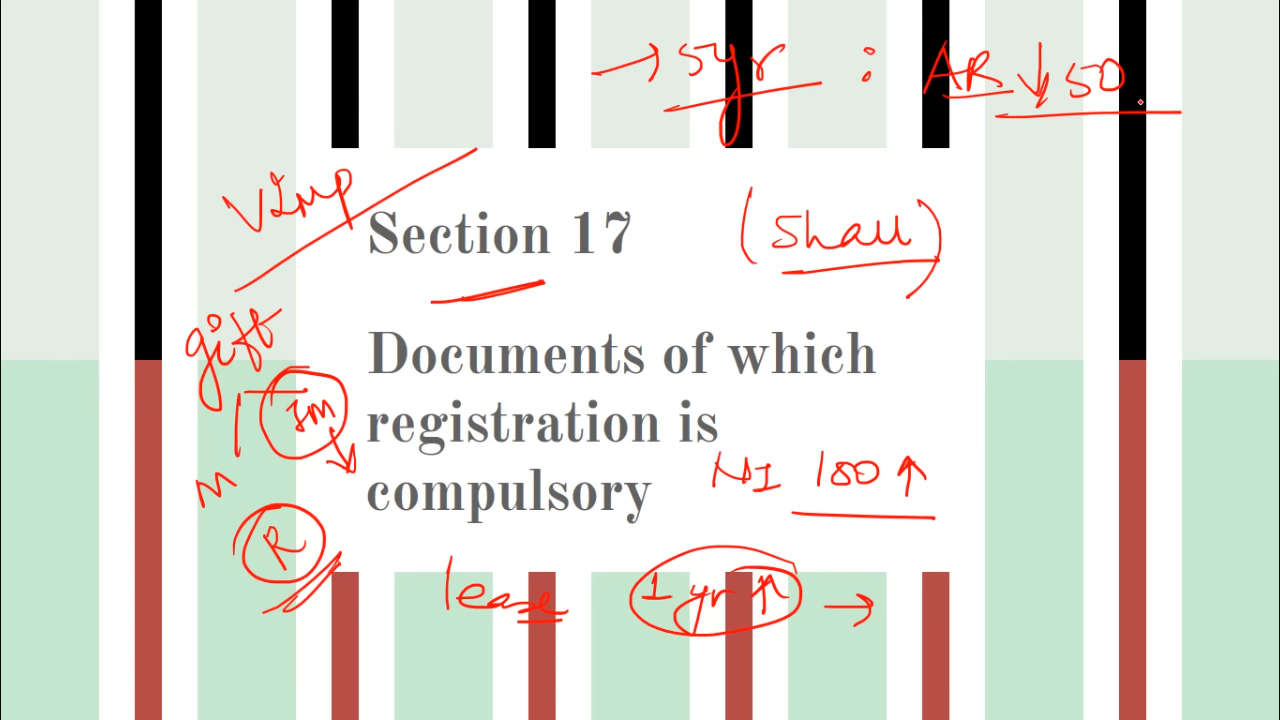 → 5yr : AR ↓ 50
VImp
Section 17
(Shall)
gift
Documents of which
Im
registration is
M
NI 100 ↑
compulsory
R
lease 1 yr ↑ →